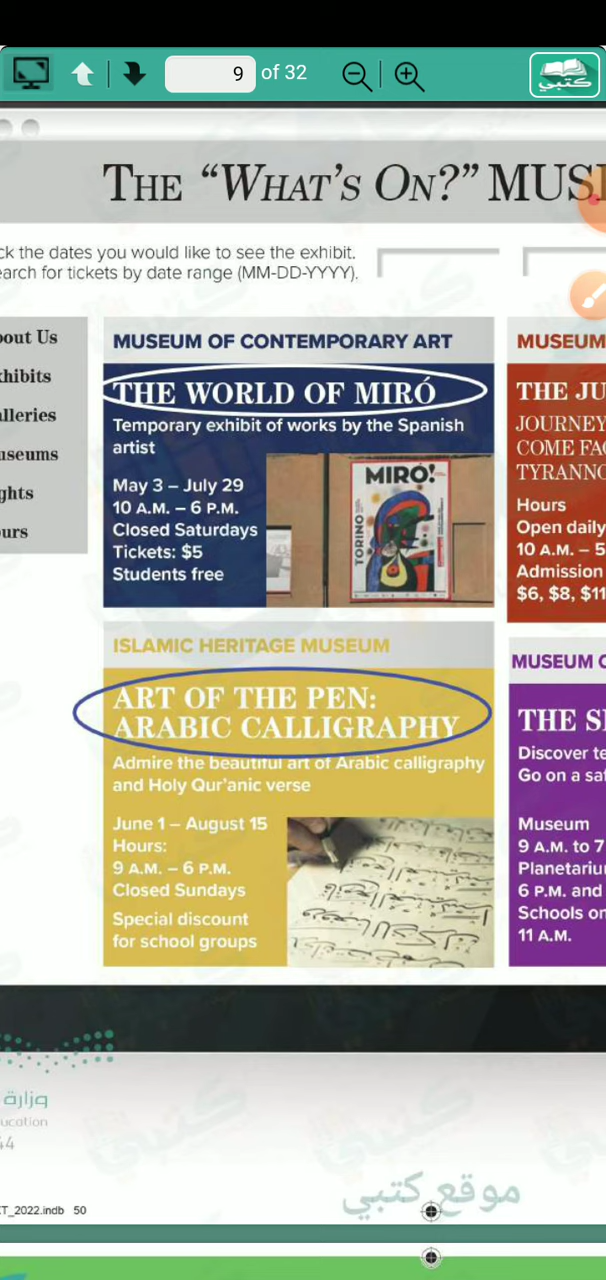 9 of 32
كتبي
THE “WHAT’S ON?” MUS
ck the dates you would like to see the exhibit.
earch for tickets by date range (MM-DD-YYYY).
out Us
hibits
alleries
useums
ghts
urs
MUSEUM OF CONTEMPORARY ART
THE WORLD OF MIRÓ
Temporary exhibit of works by the Spanish
artist
May 3 – July 29
10 A.M. – 6 P.M.
Closed Saturdays
Tickets: $5
Students free
MIRÓ!
TORINO
MUSEUM
THE JU
JOURNEY
COME FA
TYRANNO
Hours
Open daily
10 A.M. – 5
Admission
$6, $8, $11
ISLAMIC HERITAGE MUSEUM
ART OF THE PEN:
ARABIC CALLIGRAPHY
Admire the beautiful art of Arabic calligraphy
and Holy Qur’anic verse
June 1 – August 15
Hours:
9 A.M. – 6 P.M.
Closed Sundays
Special discount
for school groups
MUSEUM
THE S
Discover te
Go on a saf
Museum
9 A.M. to 7
Planetariu
6 P.M. and
Schools on
11 A.M.
وزارة
ucation
44
موقع كتبي
T_2022.indb 50